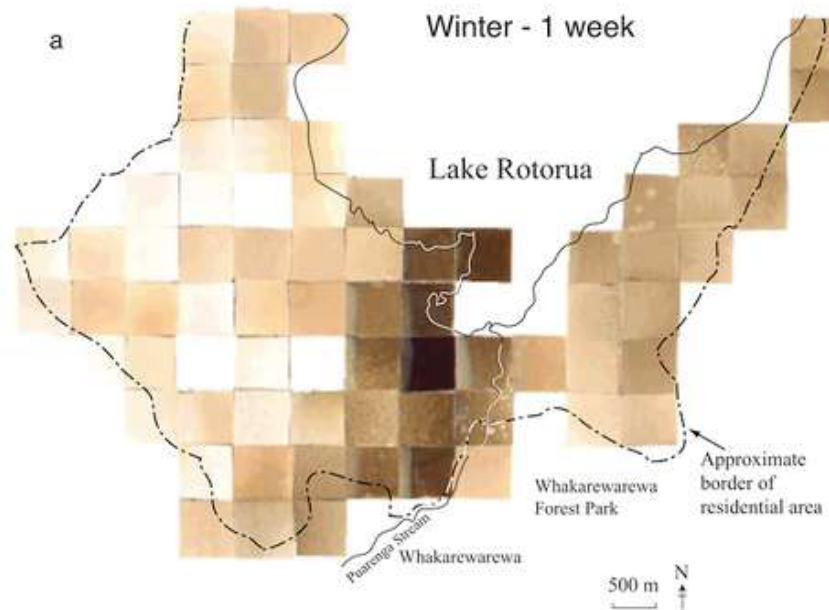 a
Winter - 1 week
Lake Rotorua
Approximate
border of
residential area
Whakarewarewa
Forest Park
Puarenga Stream
Whakarewarewa
500 m
N